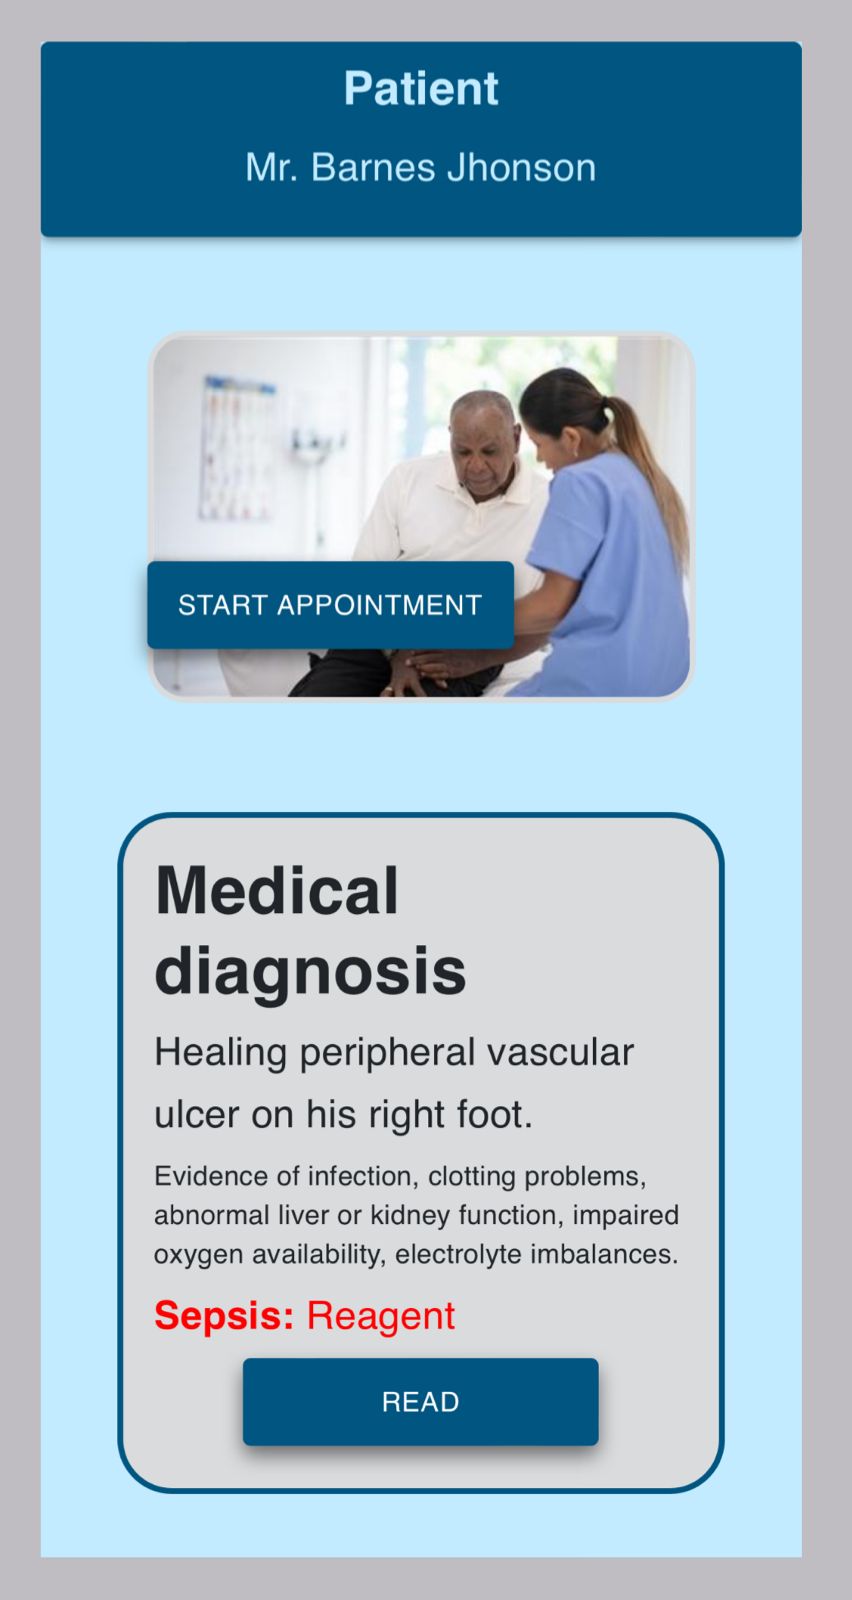 Patient
Mr. Barnes Jhonson
START APPOINTMENT
Medical
diagnosis
Healing peripheral vascular
ulcer on his right foot.
Evidence of infection, clotting problems,
abnormal liver or kidney function, impaired
oxygen availability, electrolyte imbalances.
Sepsis: Reagent
READ